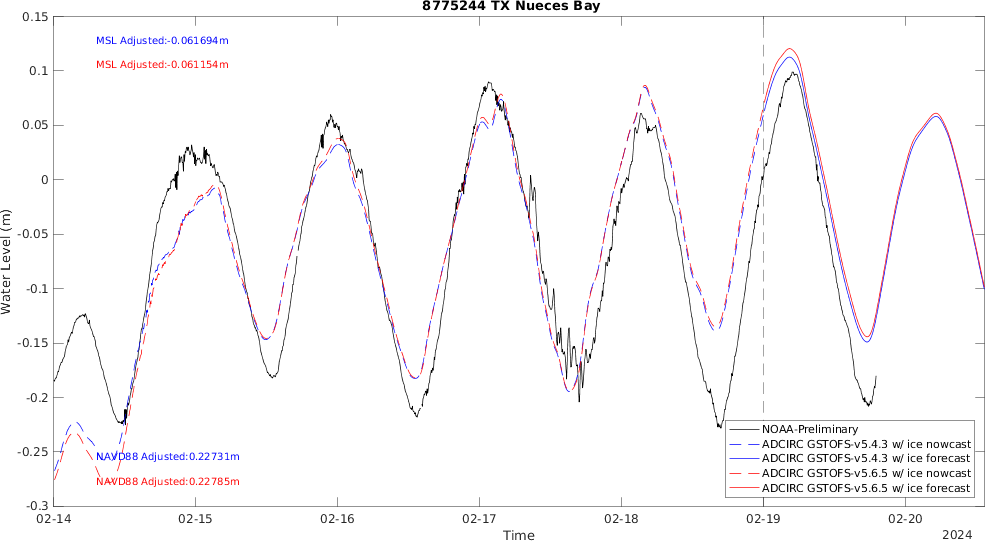 8775244 TX Nueces Bay
0.15
MSL Adjusted:-0.061694m
MSL Adjusted:-0.061154m
0.1
0.05
0
-0.05
-0.1
-0.15
-0.2
-0.25
-0.3
Water Level (m)
NAVD88 Adjusted:0.22731m
NAVD88 Adjusted:0.22785m
NOAA-Preliminary
ADCIRC GSTOFS-v5.4.3 w/ ice nowcast
ADCIRC GSTOFS-v5.4.3 w/ ice forecast
ADCIRC GSTOFS-v5.6.5 w/ ice nowcast
ADCIRC GSTOFS-v5.6.5 w/ ice forecast
02-14 02-15 02-16 02-17 02-18 02-19 02-20
Time
2024